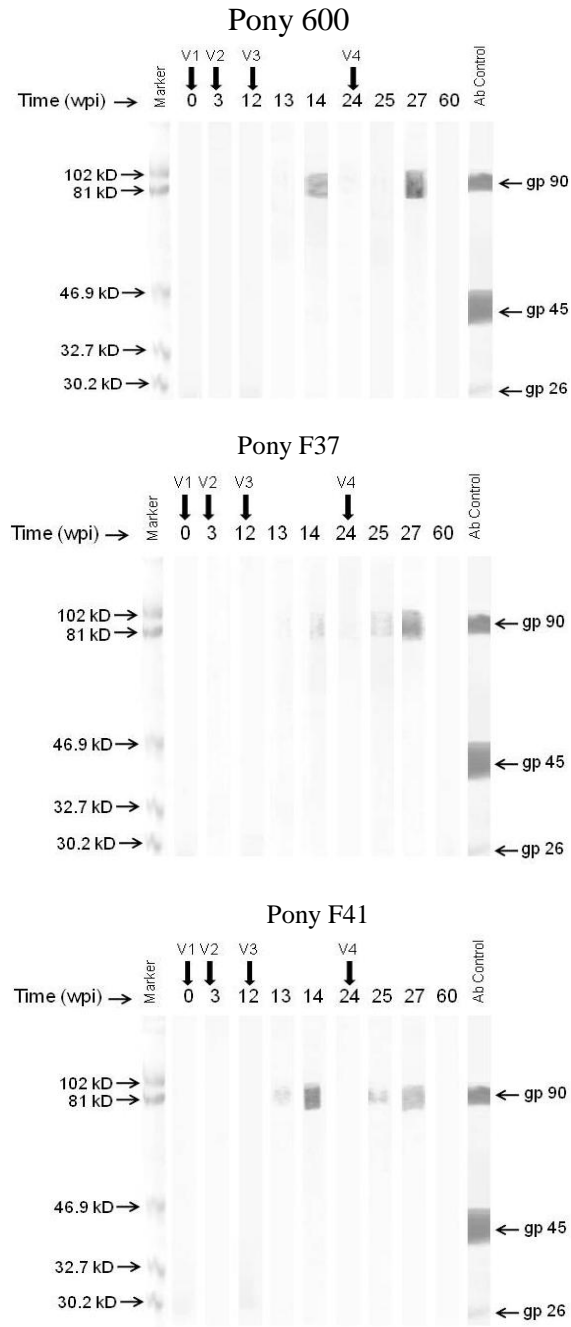 Pony 600
V1 V2 V3 V4
Time (wpi) → Marker 0 3 12 13 14 24 25 27 60 Ab Control
102 kD →
81 kD →
← gp 90
46.9 kD →
← gp 45
32.7 kD →
30.2 kD →
← gp 26
Pony F37
V1 V2 V3 V4
Time (wpi) → Marker 0 3 12 13 14 24 25 27 60 Ab Control
102 kD →
81 kD →
← gp 90
46.9 kD →
← gp 45
32.7 kD →
30.2 kD →
← gp 26
Pony F41
V1 V2 V3 V4
Time (wpi) → Marker 0 3 12 13 14 24 25 27 60 Ab Control
102 kD →
81 kD →
← gp 90
46.9 kD →
← gp 45
32.7 kD →
30.2 kD →
← gp 26